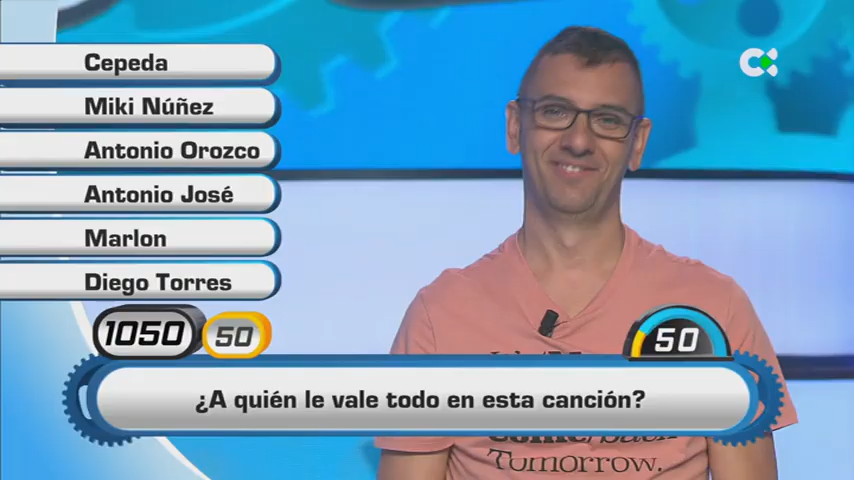 Cepeda
Miki Núñez
Antonio Orozco
Antonio José
Marlon
Diego Torres
1050
50
50
¿A quién le vale todo en esta canción?
Tomorrow.